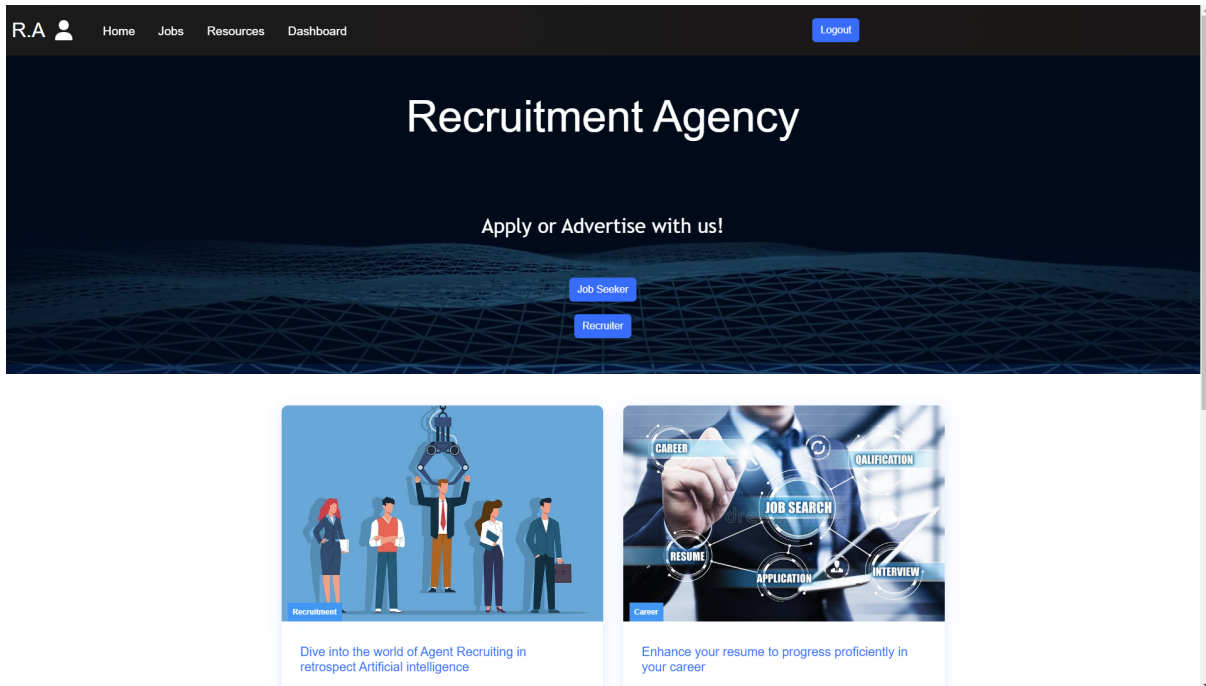 R.A
Home
Jobs
Resources
Dashboard
Logout
Recruitment Agency
Apply or Advertise with us!
Job Seeker
Recruiter
Recruitment
CAREER
QALIFICATION
JOB SEARCH
RESUME
APPLICATION
INTERVIEW
Career
Dive into the world of Agent Recruiting in
retrospect Artificial intelligence
Enhance your resume to progress proficiently in
your career